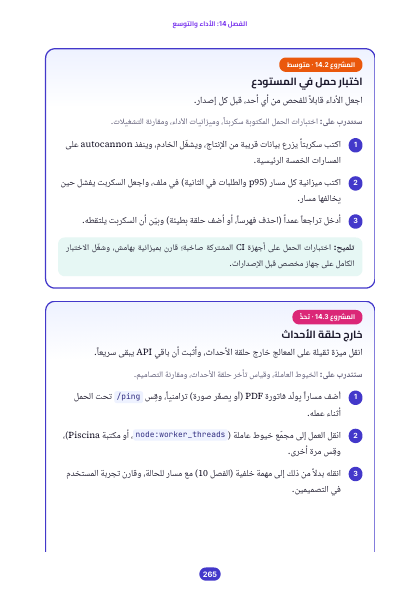 الفصل 14: الأداء والتوسع
المشروع 14.2 · متوسط
اختبار حمل في المستودع
اجعل الأداء قابلاً للفحص من أي أحد، قبل كل إصدار.
ستتدرب على: اختبارات الحمل المكتوبة سكربتاً، وميزانيات الأداء، ومقارنة التشغيلات.
1 اكتب سكربتاً يزرع بيانات قريبة من الإنتاج، ويشغّل الخادم، وينفذ autocannon على
المسارات الخمسة الرئيسية.
2 اكتب ميزانية كل مسار (p95 والطلبات في الثانية) في ملف، واجعل السكربت يفشل حين
يخالفها مسار.
3 أدخل تراجعاً عمداً (احذف فهرساً، أو أضف حلقة بطيئة) وبيّن أن السكربت يلتقطه.
تلميح: اختبارات الحمل على أجهزة CI المشتركة صاخبة؛ قارن بميزانية بهامش، وشغّل الاختبار
الكامل على جهاز مخصص قبل الإصدارات.
المشروع 14.3 · تحدٍّ
خارج حلقة الأحداث
انقل ميزة ثقيلة على المعالج خارج حلقة الأحداث، وأثبت أن باقي API يبقى سريعاً.
ستتدرب على: الخيوط العاملة، وقياس تأخر حلقة الأحداث، ومقارنة التصاميم.
1 أضف مساراً يولّد فاتورة PDF (أو يصغّر صورة) تزامنياً، وقِس /ping تحت الحمل
أثناء عمله.
2 انقل العمل إلى مجمّع خيوط عاملة (node:worker_threads، أو مكتبة Piscina)،
وقِس مرة أخرى.
3 انقله بدلاً من ذلك إلى مهمة خلفية (الفصل 10) مع مسار للحالة، وقارن تجربة المستخدم
في التصميمين.
265